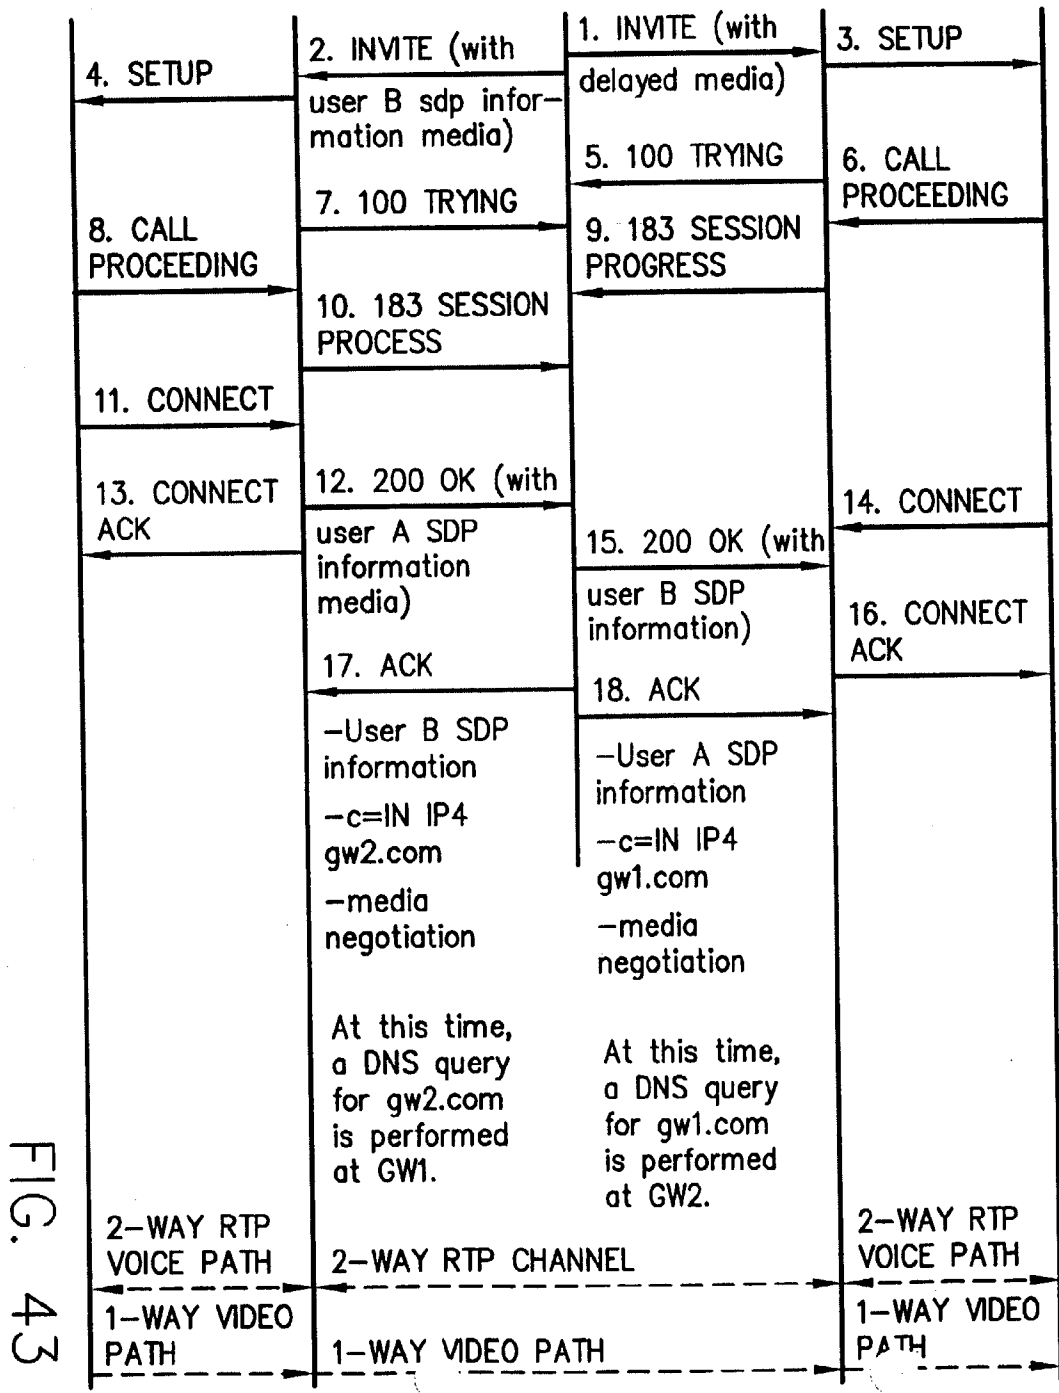 1. INVITE (with
delayed media)
2. INVITE (with
user B sdp infor-
mation media)
3. SETUP
4. SETUP
5. 100 TRYING
6. CALL
PROCEEDING
7. 100 TRYING
8. CALL
PROCEEDING
9. 183 SESSION
PROGRESS
10. 183 SESSION
PROCESS
11. CONNECT
12. 200 OK (with
user A SDP
information
media)
13. CONNECT
ACK
14. CONNECT
15. 200 OK (with
user B SDP
information)
16. CONNECT
ACK
17. ACK
-User B SDP
information
-c=IN IP4
gw2.com
-media
negotiation
At this time,
a DNS query
for gw2.com
is performed
at GW1.
18. ACK
-User A SDP
information
-c=IN IP4
gw1.com
-media
negotiation
At this time,
a DNS query
for gw1.com
is performed
at GW2.
2-WAY RTP
VOICE PATH
2-WAY RTP CHANNEL
2-WAY RTP
VOICE PATH
1-WAY VIDEO
PATH
1-WAY VIDEO PATH
1-WAY VIDEO
PATH
FIG. 43